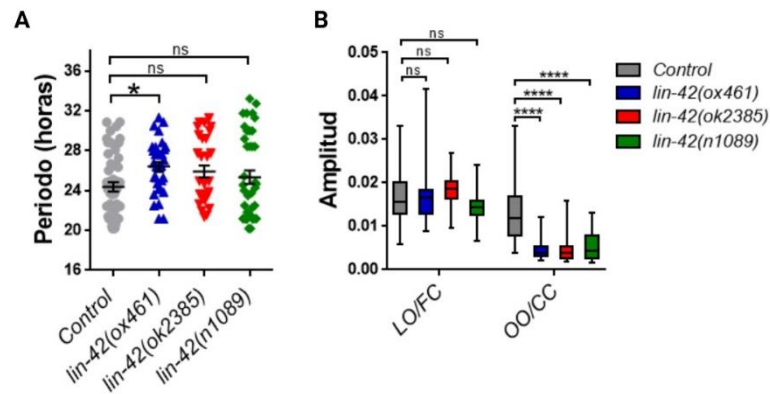 A
Periodo (horas)
36
32
28
24
20
16
ns
ns
*
Control
lin-42(ox461)
lin-42(ok2385)
lin-42(n1089)
B
Amplitud
0.05
0.04
0.03
0.02
0.01
0.00
ns
ns
ns
****
****
****
LO/FC
OO/CC
Control
lin-42(ox461)
lin-42(ok2385)
lin-42(n1089)